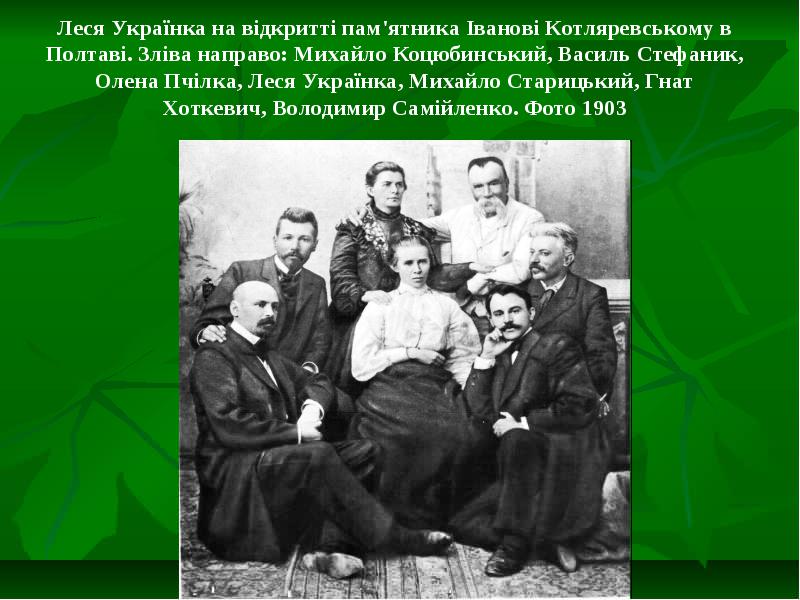 Леся Українка на відкритті пам'ятника Іванові Котляревському в
Полтаві. Зліва направо: Михайло Коцюбинський, Василь Стефаник,
Олена Пчілка, Леся Українка, Михайло Старицький, Гнат
Хоткевич, Володимир Самійленко. Фото 1903